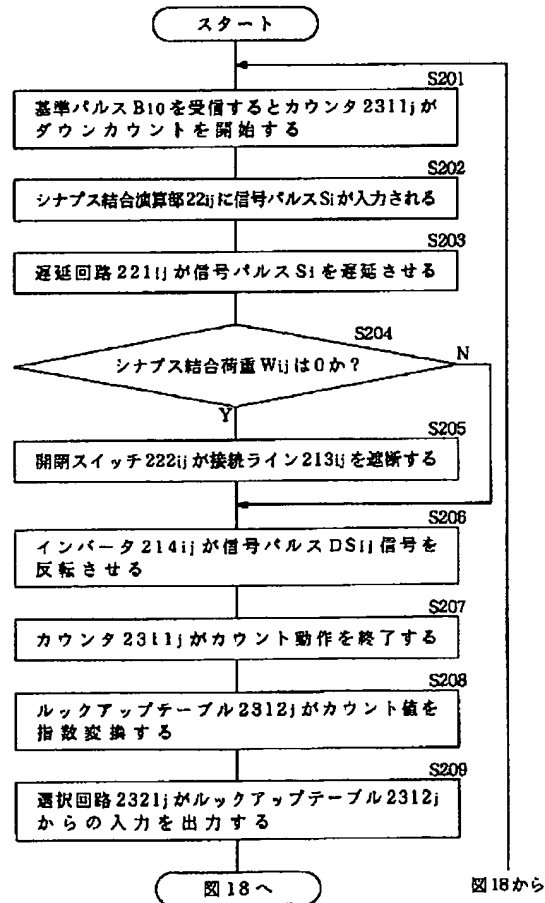 スタート
S201
基準パルスB10を受信するとカウンタ2311jが
ダウンカウントを開始する
S202
シナプス結合演算部22ijに信号パルスSiが入力される
S203
遅延回路221ijが信号パルスSiを遅延させる
S204
シナプス結合荷重Wijは0か？
N
Y
S205
開閉スイッチ222ijが接続ライン213ijを遮断する
S206
インバータ214ijが信号パルスDSij信号を
反転させる
S207
カウンタ2311jがカウント動作を終了する
S208
ルックアップテーブル2312jがカウント値を
指数変換する
S209
選択回路2321jがルックアップテーブル2312j
からの入力を出力する
図18へ
図18から